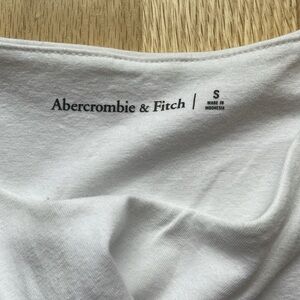 Abercrombie & Fitch | S
MADE IN
INDONESIA